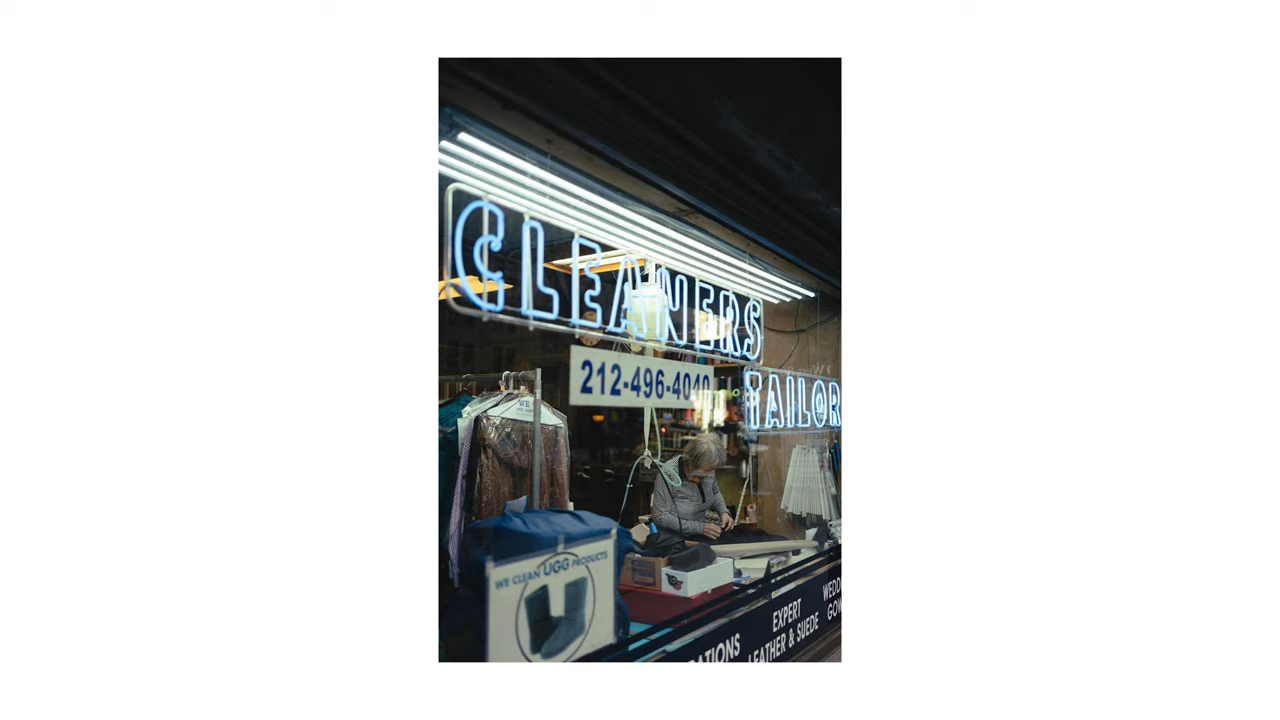 CLEANERS
212-496-4040
TAILOR
WE CLEAN UGG PRODUCTS
EXPERT
LEATHER & SUEDE